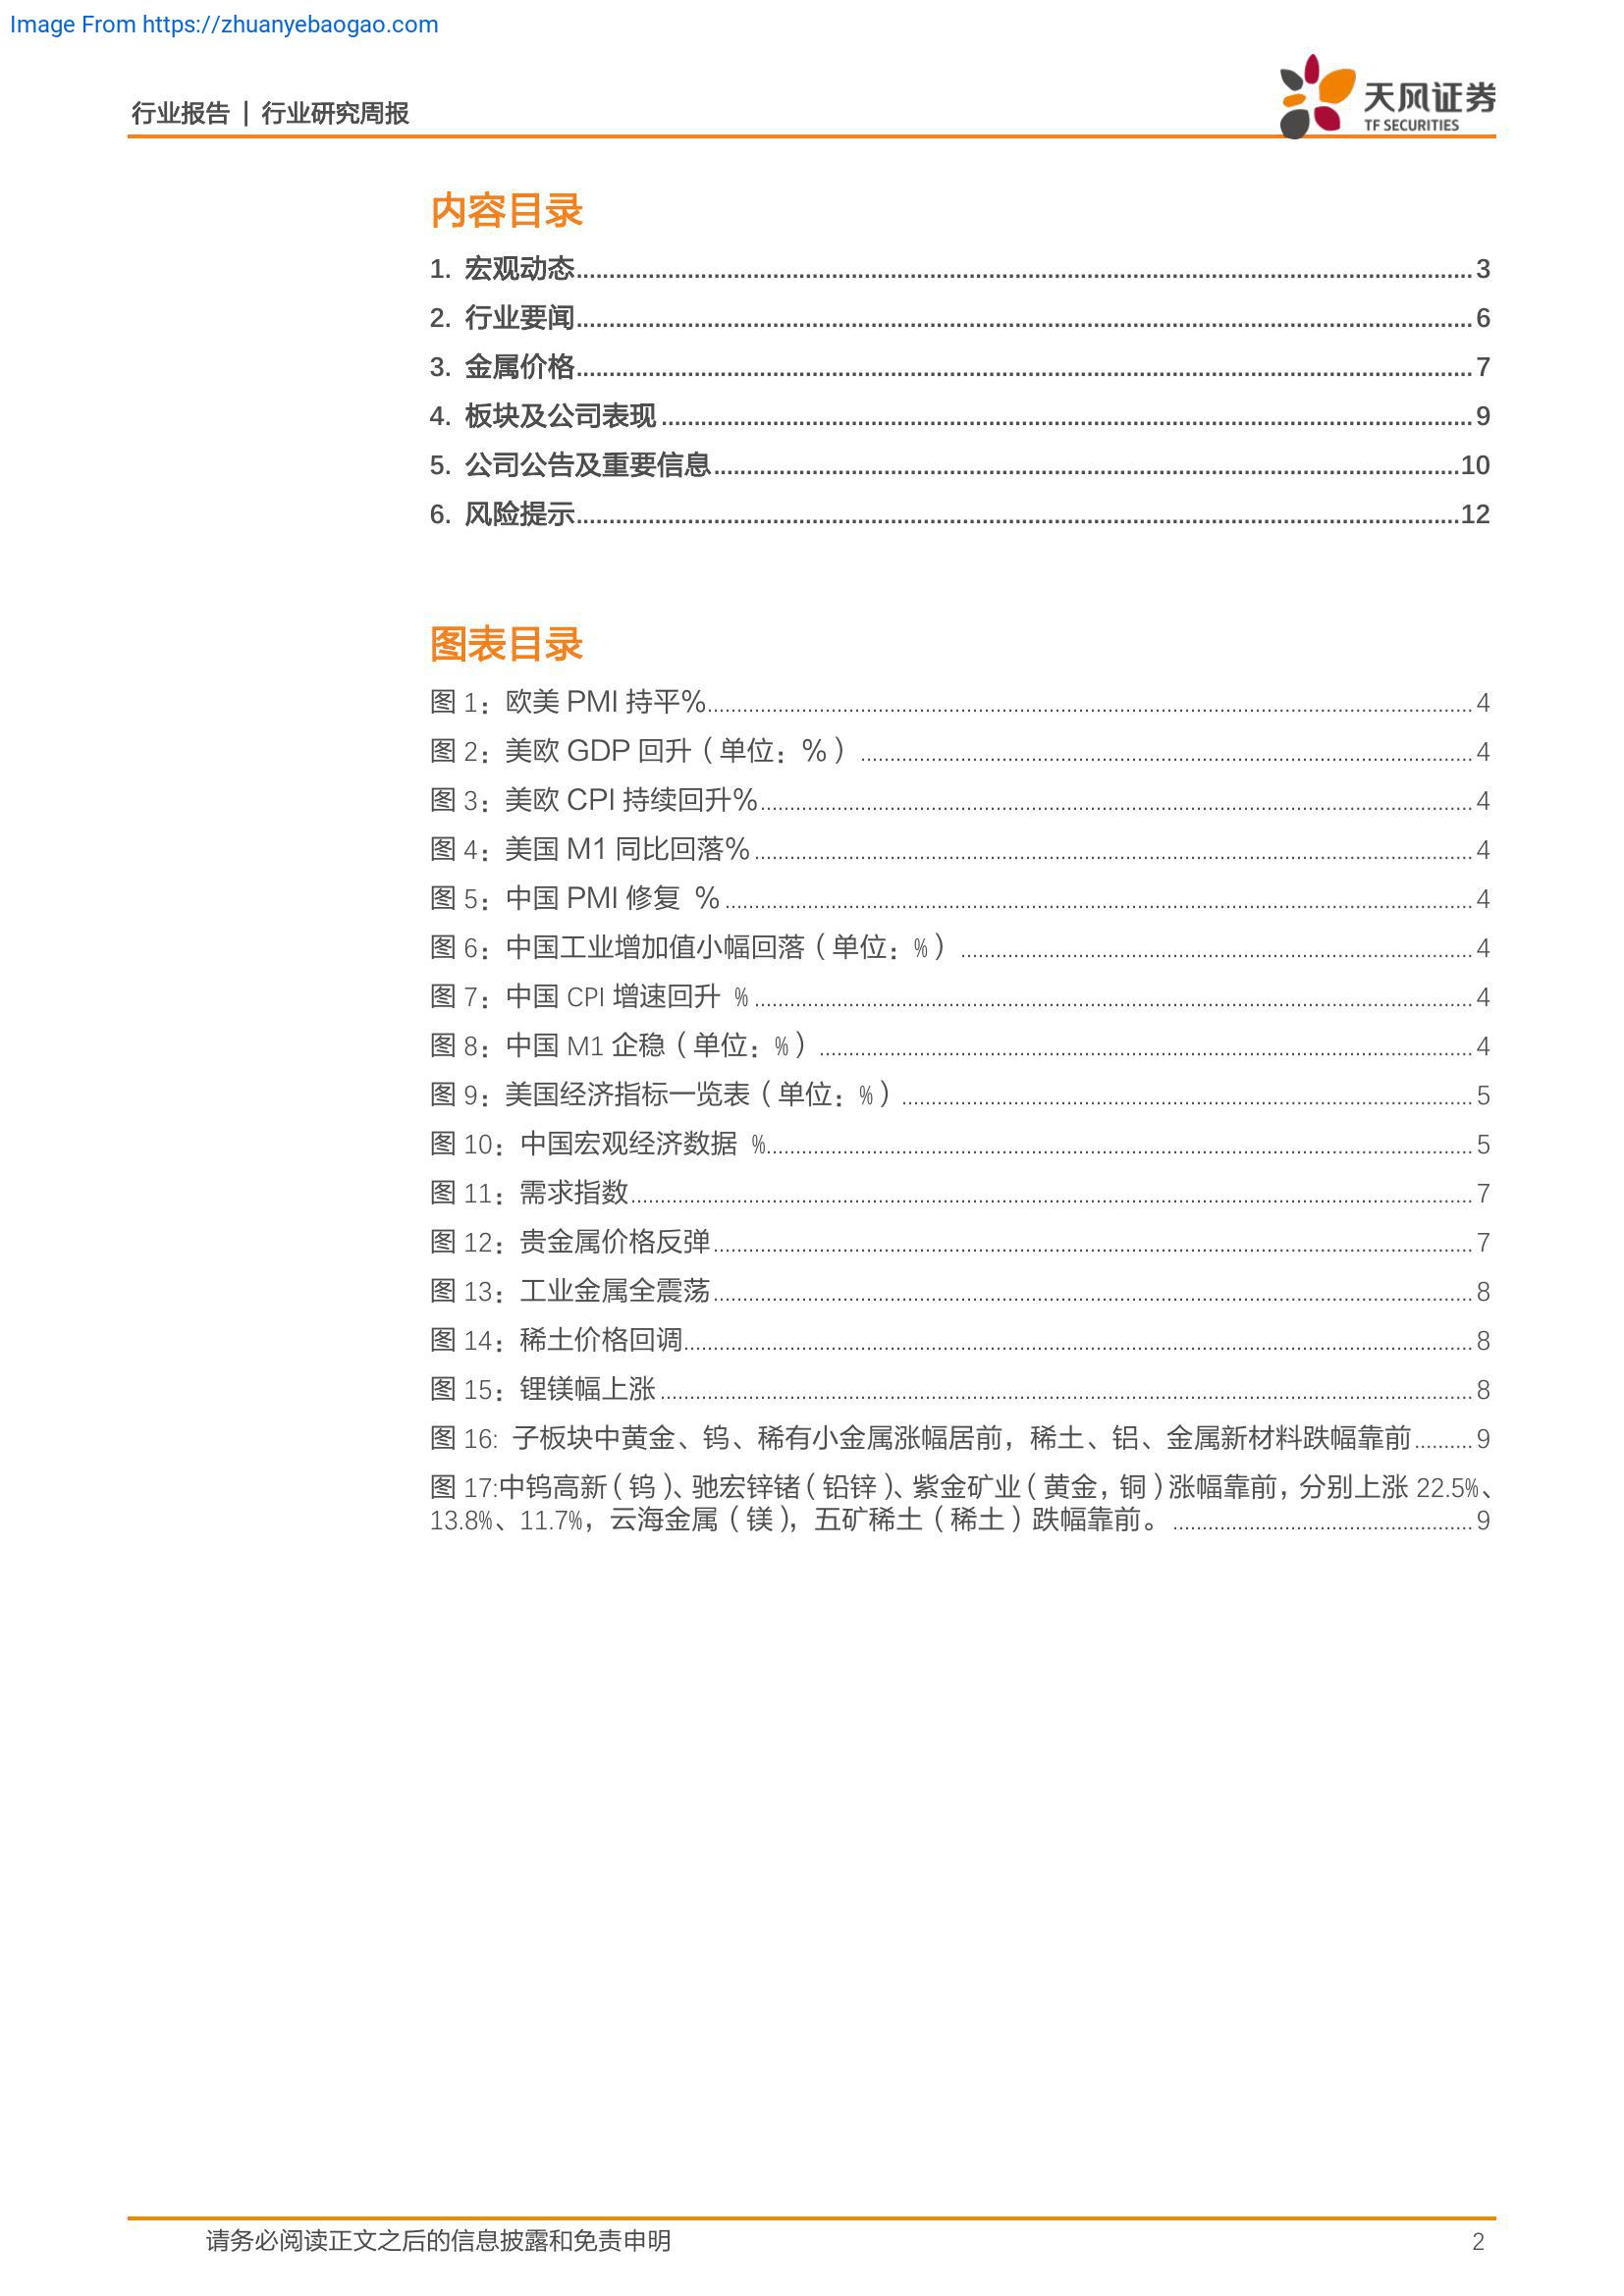 Image From https://zhuanyebaogao.com
行业报告 | 行业研究周报
天风证券
TF SECURITIES
内容目录
1. 宏观动态 3
2. 行业要闻 6
3. 金属价格 7
4. 板块及公司表现 9
5. 公司公告及重要信息 10
6. 风险提示 12
图表目录
图 1：欧美 PMI 持平% 4
图 2：美欧 GDP 回升（单位：%） 4
图 3：美欧 CPI 持续回升% 4
图 4：美国 M1 同比回落% 4
图 5：中国 PMI 修复 % 4
图 6：中国工业增加值小幅回落（单位：%） 4
图 7：中国 CPI 增速回升 % 4
图 8：中国 M1 企稳（单位：%） 4
图 9：美国经济指标一览表（单位：%） 5
图 10：中国宏观经济数据 % 5
图 11：需求指数 7
图 12：贵金属价格反弹 7
图 13：工业金属全震荡 8
图 14：稀土价格回调 8
图 15：锂镁幅上涨 8
图 16: 子板块中黄金、钨、稀有小金属涨幅居前，稀土、铝、金属新材料跌幅靠前 9
图 17:中钨高新（钨）、驰宏锌锗（铅锌）、紫金矿业（黄金，铜）涨幅靠前，分别上涨 22.5%、
13.8%、11.7%，云海金属（镁），五矿稀土（稀土）跌幅靠前。 9
请务必阅读正文之后的信息披露和免责申明 2